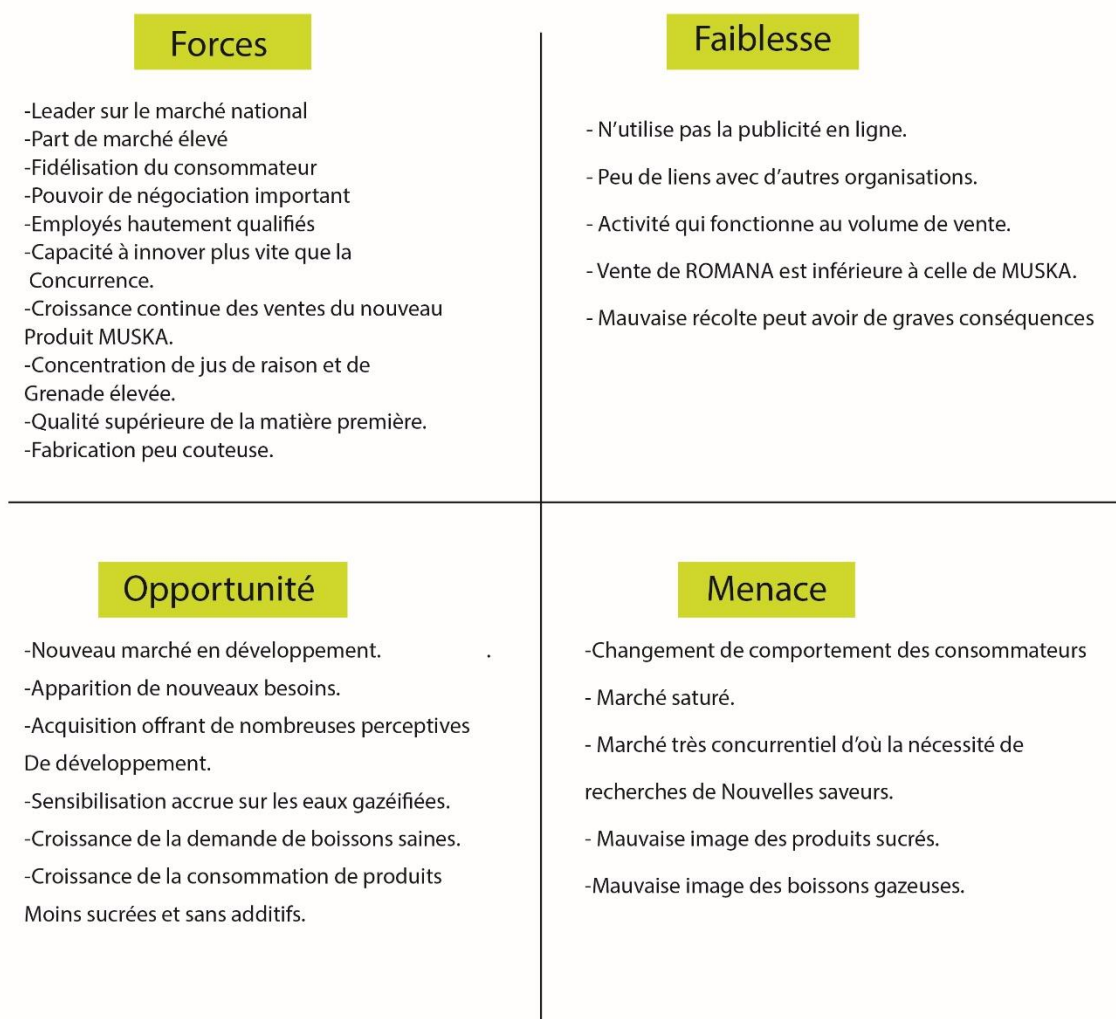 Forces
-Leader sur le marché national
-Part de marché élevé
-Fidélisation du consommateur
-Pouvoir de négociation important
-Employés hautement qualifiés
-Capacité à innover plus vite que la
Concurrence.
-Croissance continue des ventes du nouveau
Produit MUSKA.
-Concentration de jus de raison et de
Grenade élevée.
-Qualité supérieure de la matière première.
-Fabrication peu couteuse.
Faiblesse
- N’utilise pas la publicité en ligne.
- Peu de liens avec d’autres organisations.
- Activité qui fonctionne au volume de vente.
- Vente de ROMANA est inférieure à celle de MUSKA.
- Mauvaise récolte peut avoir de graves conséquences
Opportunité
-Nouveau marché en développement. .
-Apparition de nouveaux besoins.
-Acquisition offrant de nombreuses perceptives
De développement.
-Sensibilisation accrue sur les eaux gazéifiées.
-Croissance de la demande de boissons saines.
-Croissance de la consommation de produits
Moins sucrées et sans additifs.
Menace
-Changement de comportement des consommateurs
- Marché saturé.
- Marché très concurrentiel d’où la nécessité de
recherches de Nouvelles saveurs.
- Mauvaise image des produits sucrés.
-Mauvaise image des boissons gazeuses.